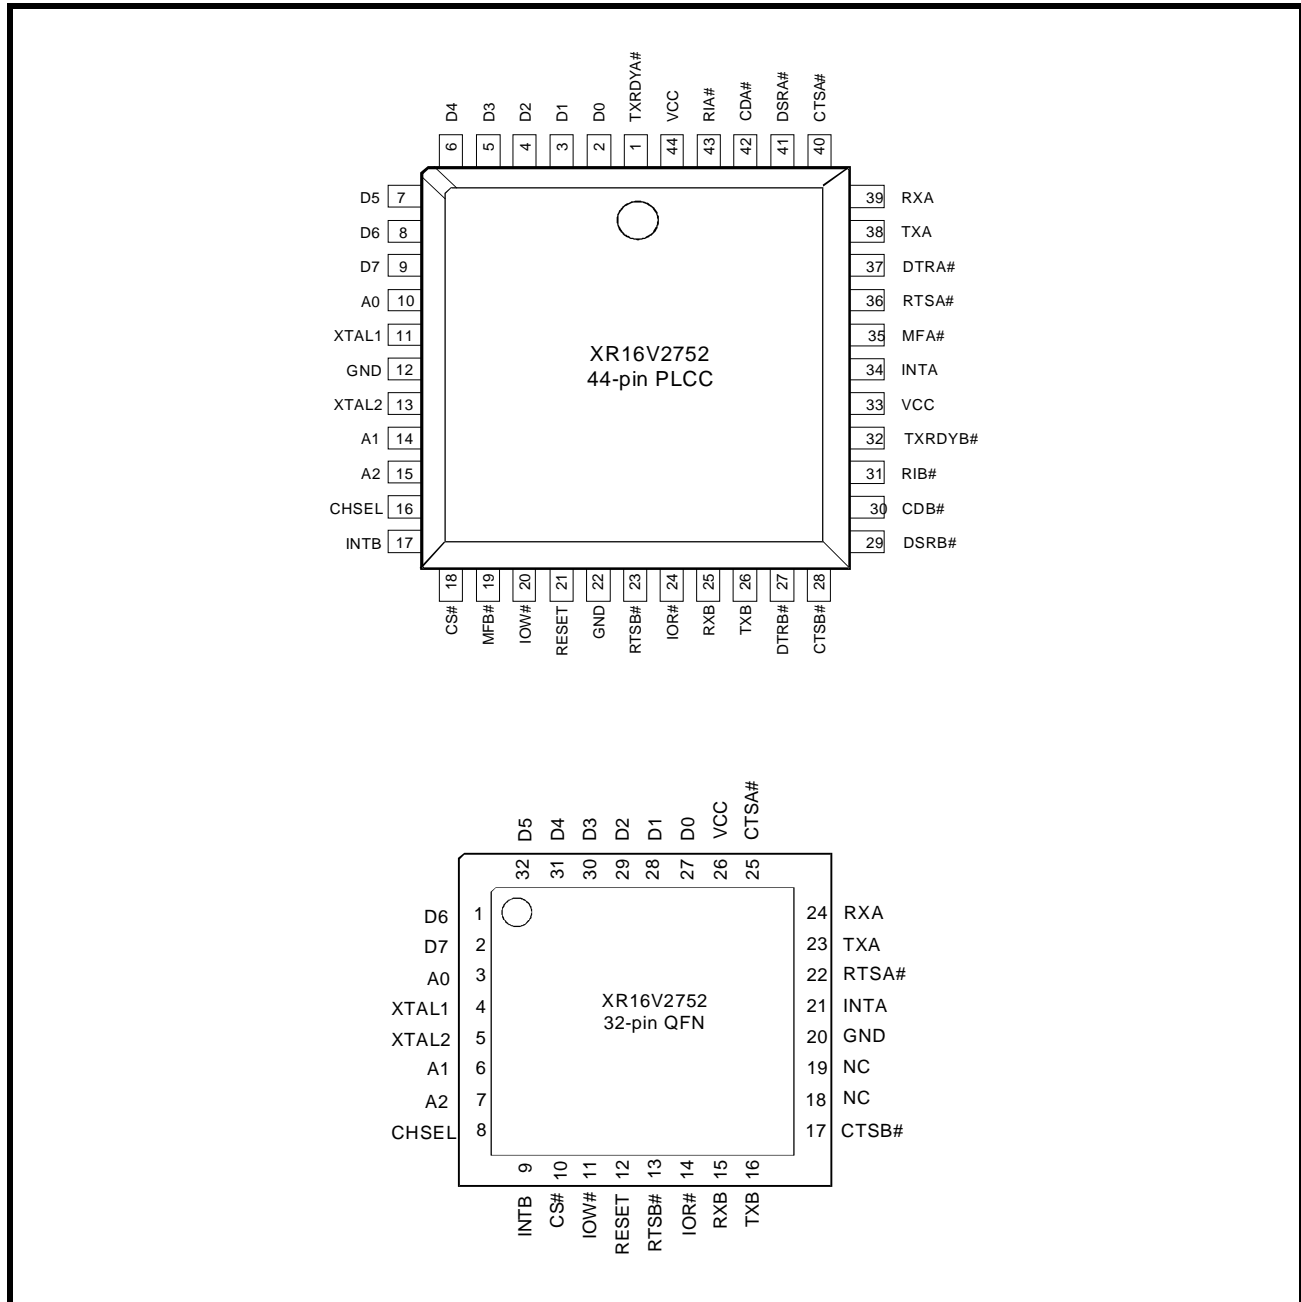 D4 D3 D2 D1 D0 TXRDYA# VCC RIA# CDA# DSRA# CTSA#
6 5 4 3 2 1 44 43 42 41 40
D5 7 39 RXA
D6 8 38 TXA
D7 9 37 DTRA#
A0 10 36 RTSA#
XTAL1 11 35 MFA#
GND 12 34 INTA
XTAL2 13 33 VCC
A1 14 32 TXRDYB#
A2 15 31 RIB#
CHSEL 16 30 CDB#
INTB 17 29 DSRB#
XR16V2752
44-pin PLCC
18 19 20 21 22 23 24 25 26 27 28
CS# MFB# IOW# RESET GND RTSB# IOR# RXB TXB DTRB# CTSB#
D5 D4 D3 D2 D1 D0 VCC CTSA#
32 31 30 29 28 27 26 25
D6 1 24 RXA
D7 2 23 TXA
A0 3 22 RTSA#
XTAL1 4 21 INTA
XTAL2 5 20 GND
A1 6 19 NC
A2 7 18 NC
CHSEL 8 17 CTSB#
XR16V2752
32-pin QFN
9 10 11 12 13 14 15 16
INTB CS# IOW# RESET RTSB# IOR# RXB TXB